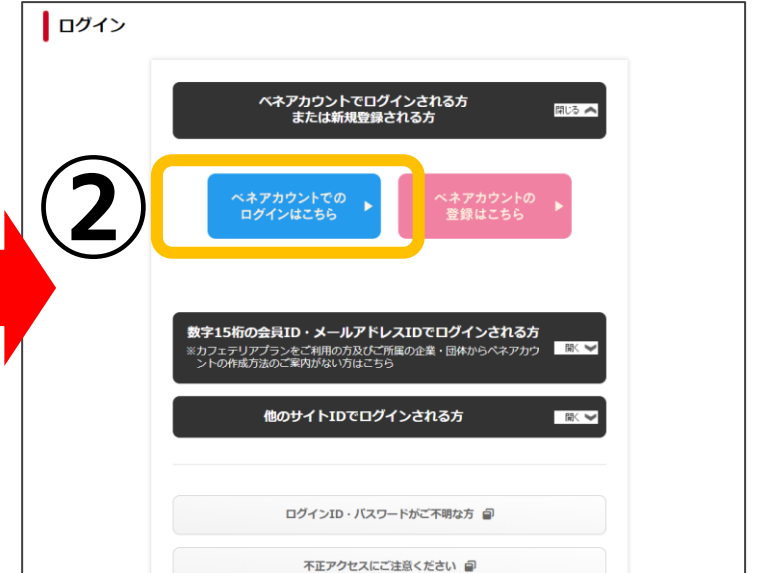 ログイン
ベネアカウントでログインされる方
または新規登録される方
閉じる
②
ベネアカウントでの
ログインはこちら
ベネアカウントの
登録はこちら
数字15桁の会員ID・メールアドレスIDでログインされる方
※カフェテリアプランをご利用の方及びご所属の企業・団体からベネアカウ
ントの作成方法のご案内がない方はこちら
開く
他のサイトIDでログインされる方
開く
ログインID・パスワードがご不明な方
不正アクセスにご注意ください